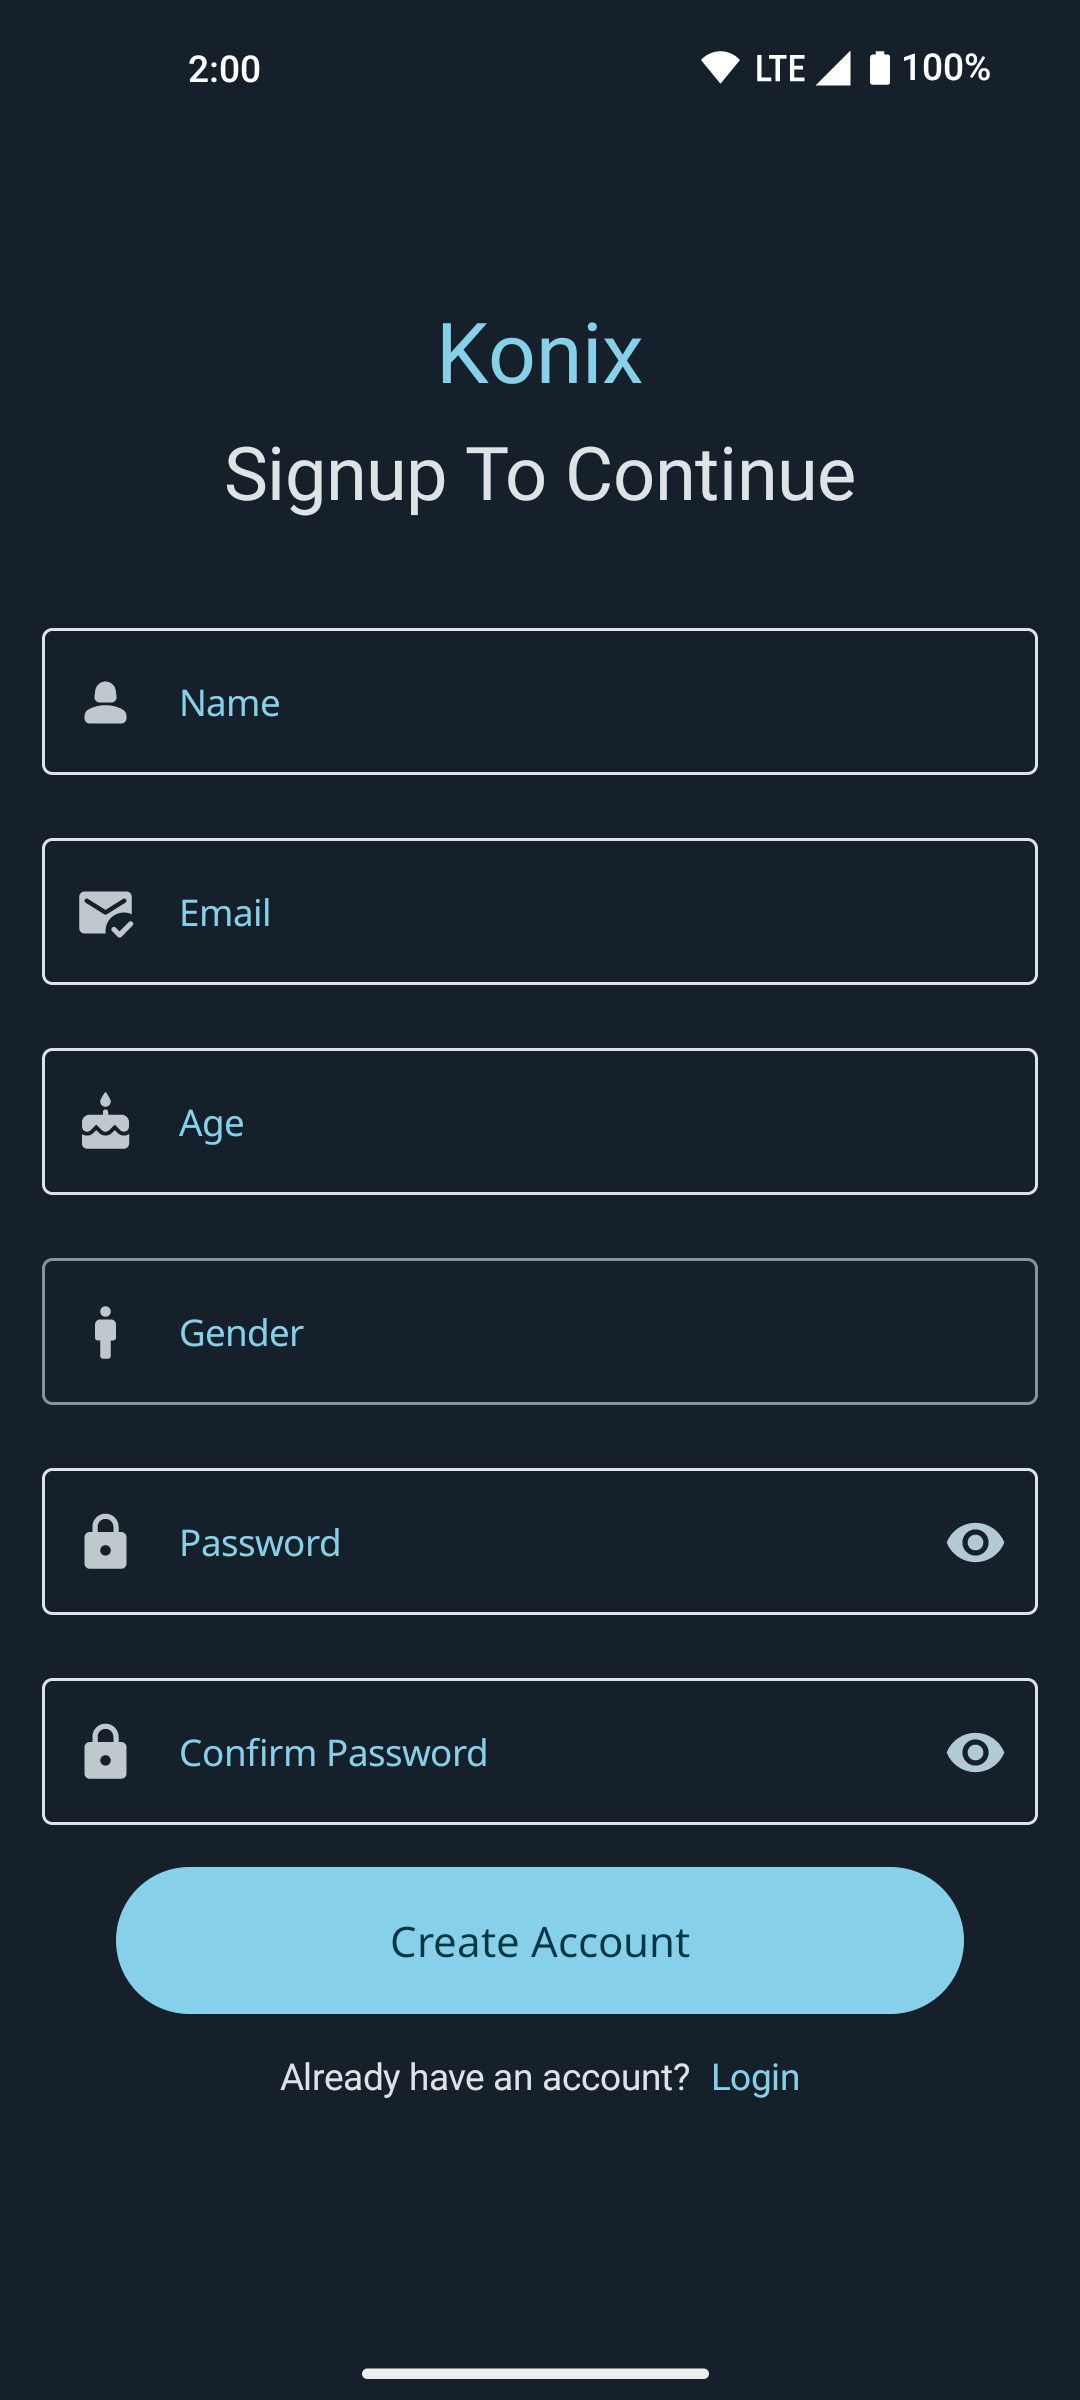 2:00 LTE 100%
Konix
Signup To Continue
Name
Email
Age
Gender
Password
Confirm Password
Create Account
Already have an account? Login